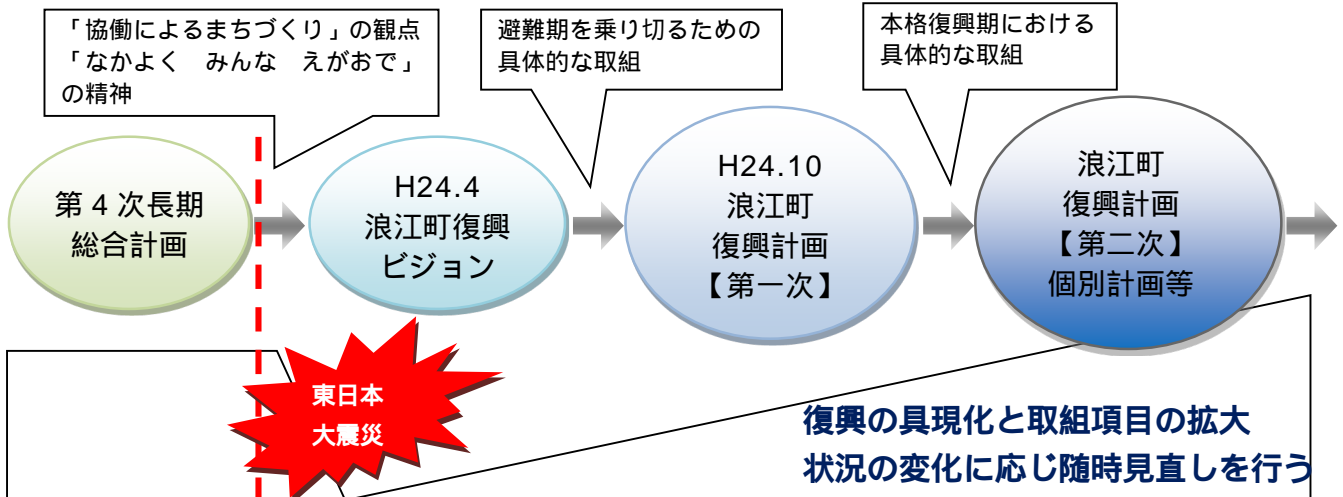 「協働によるまちづくり」の観点
「なかよく　みんな　えがおで」
の精神
避難期を乗り切るための
具体的な取組
本格復興期における
具体的な取組
第４次長期
総合計画
H24.4
浪江町復興
ビジョン
H24.10
浪江町
復興計画
【第一次】
浪江町
復興計画
【第二次】
個別計画等
東日本
大震災
復興の具現化と取組項目の拡大
状況の変化に応じ随時見直しを行う